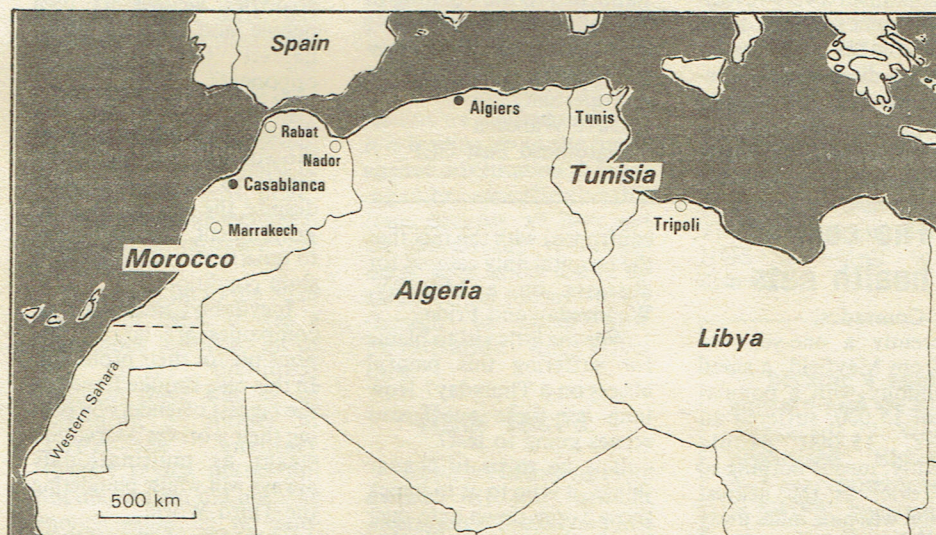 Spain
Algiers
Tunis
Rabat
Nador
Tunisia
Casablanca
Tripoli
Marrakech
Morocco
Algeria
Libya
Western Sahara
500 km